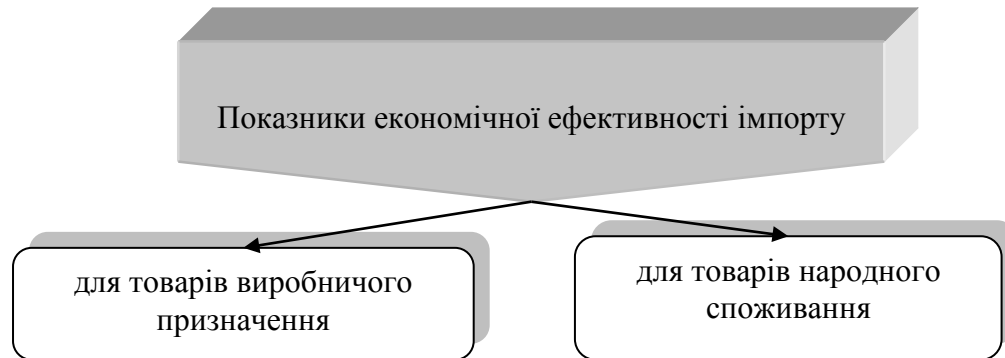 Показники економічної ефективності імпорту
для товарів виробничого
призначення
для товарів народного
споживання